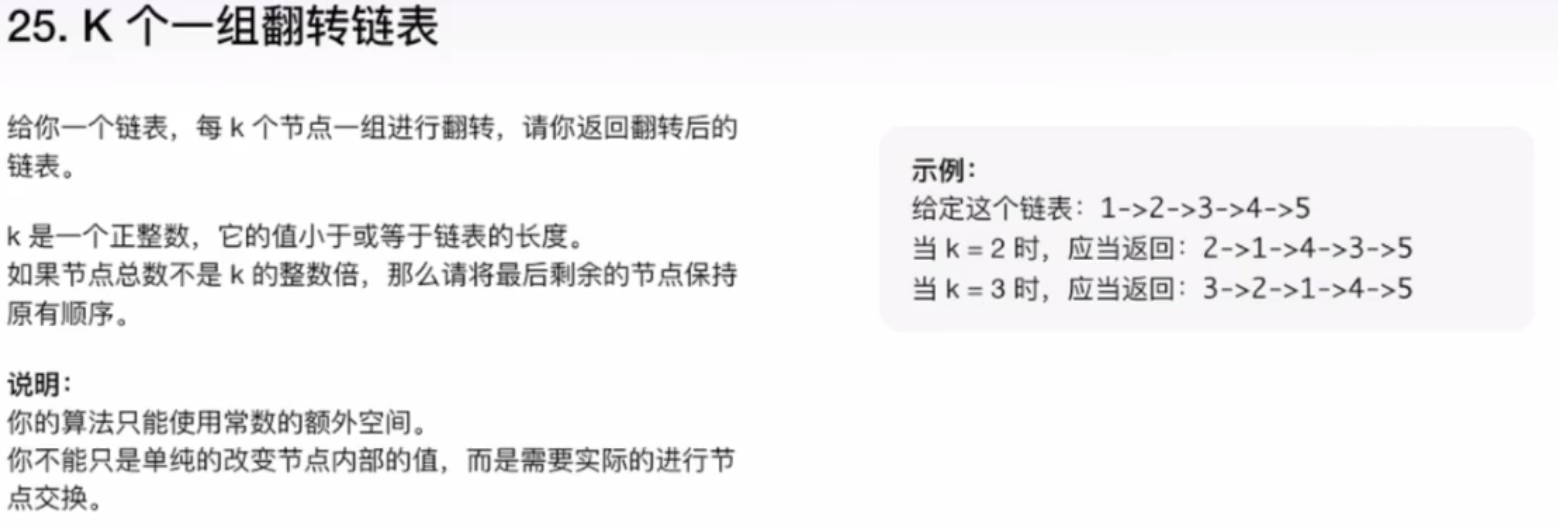 25. K 个一组翻转链表
给你一个链表，每 k 个节点一组进行翻转，请你返回翻转后的
链表。
k 是一个正整数，它的值小于或等于链表的长度。
如果节点总数不是 k 的整数倍，那么请将最后剩余的节点保持
原有顺序。
说明：
你的算法只能使用常数的额外空间。
你不能只是单纯的改变节点内部的值，而是需要实际的进行节
点交换。
示例：
给定这个链表：1->2->3->4->5
当 k = 2 时，应当返回：2->1->4->3->5
当 k = 3 时，应当返回：3->2->1->4->5